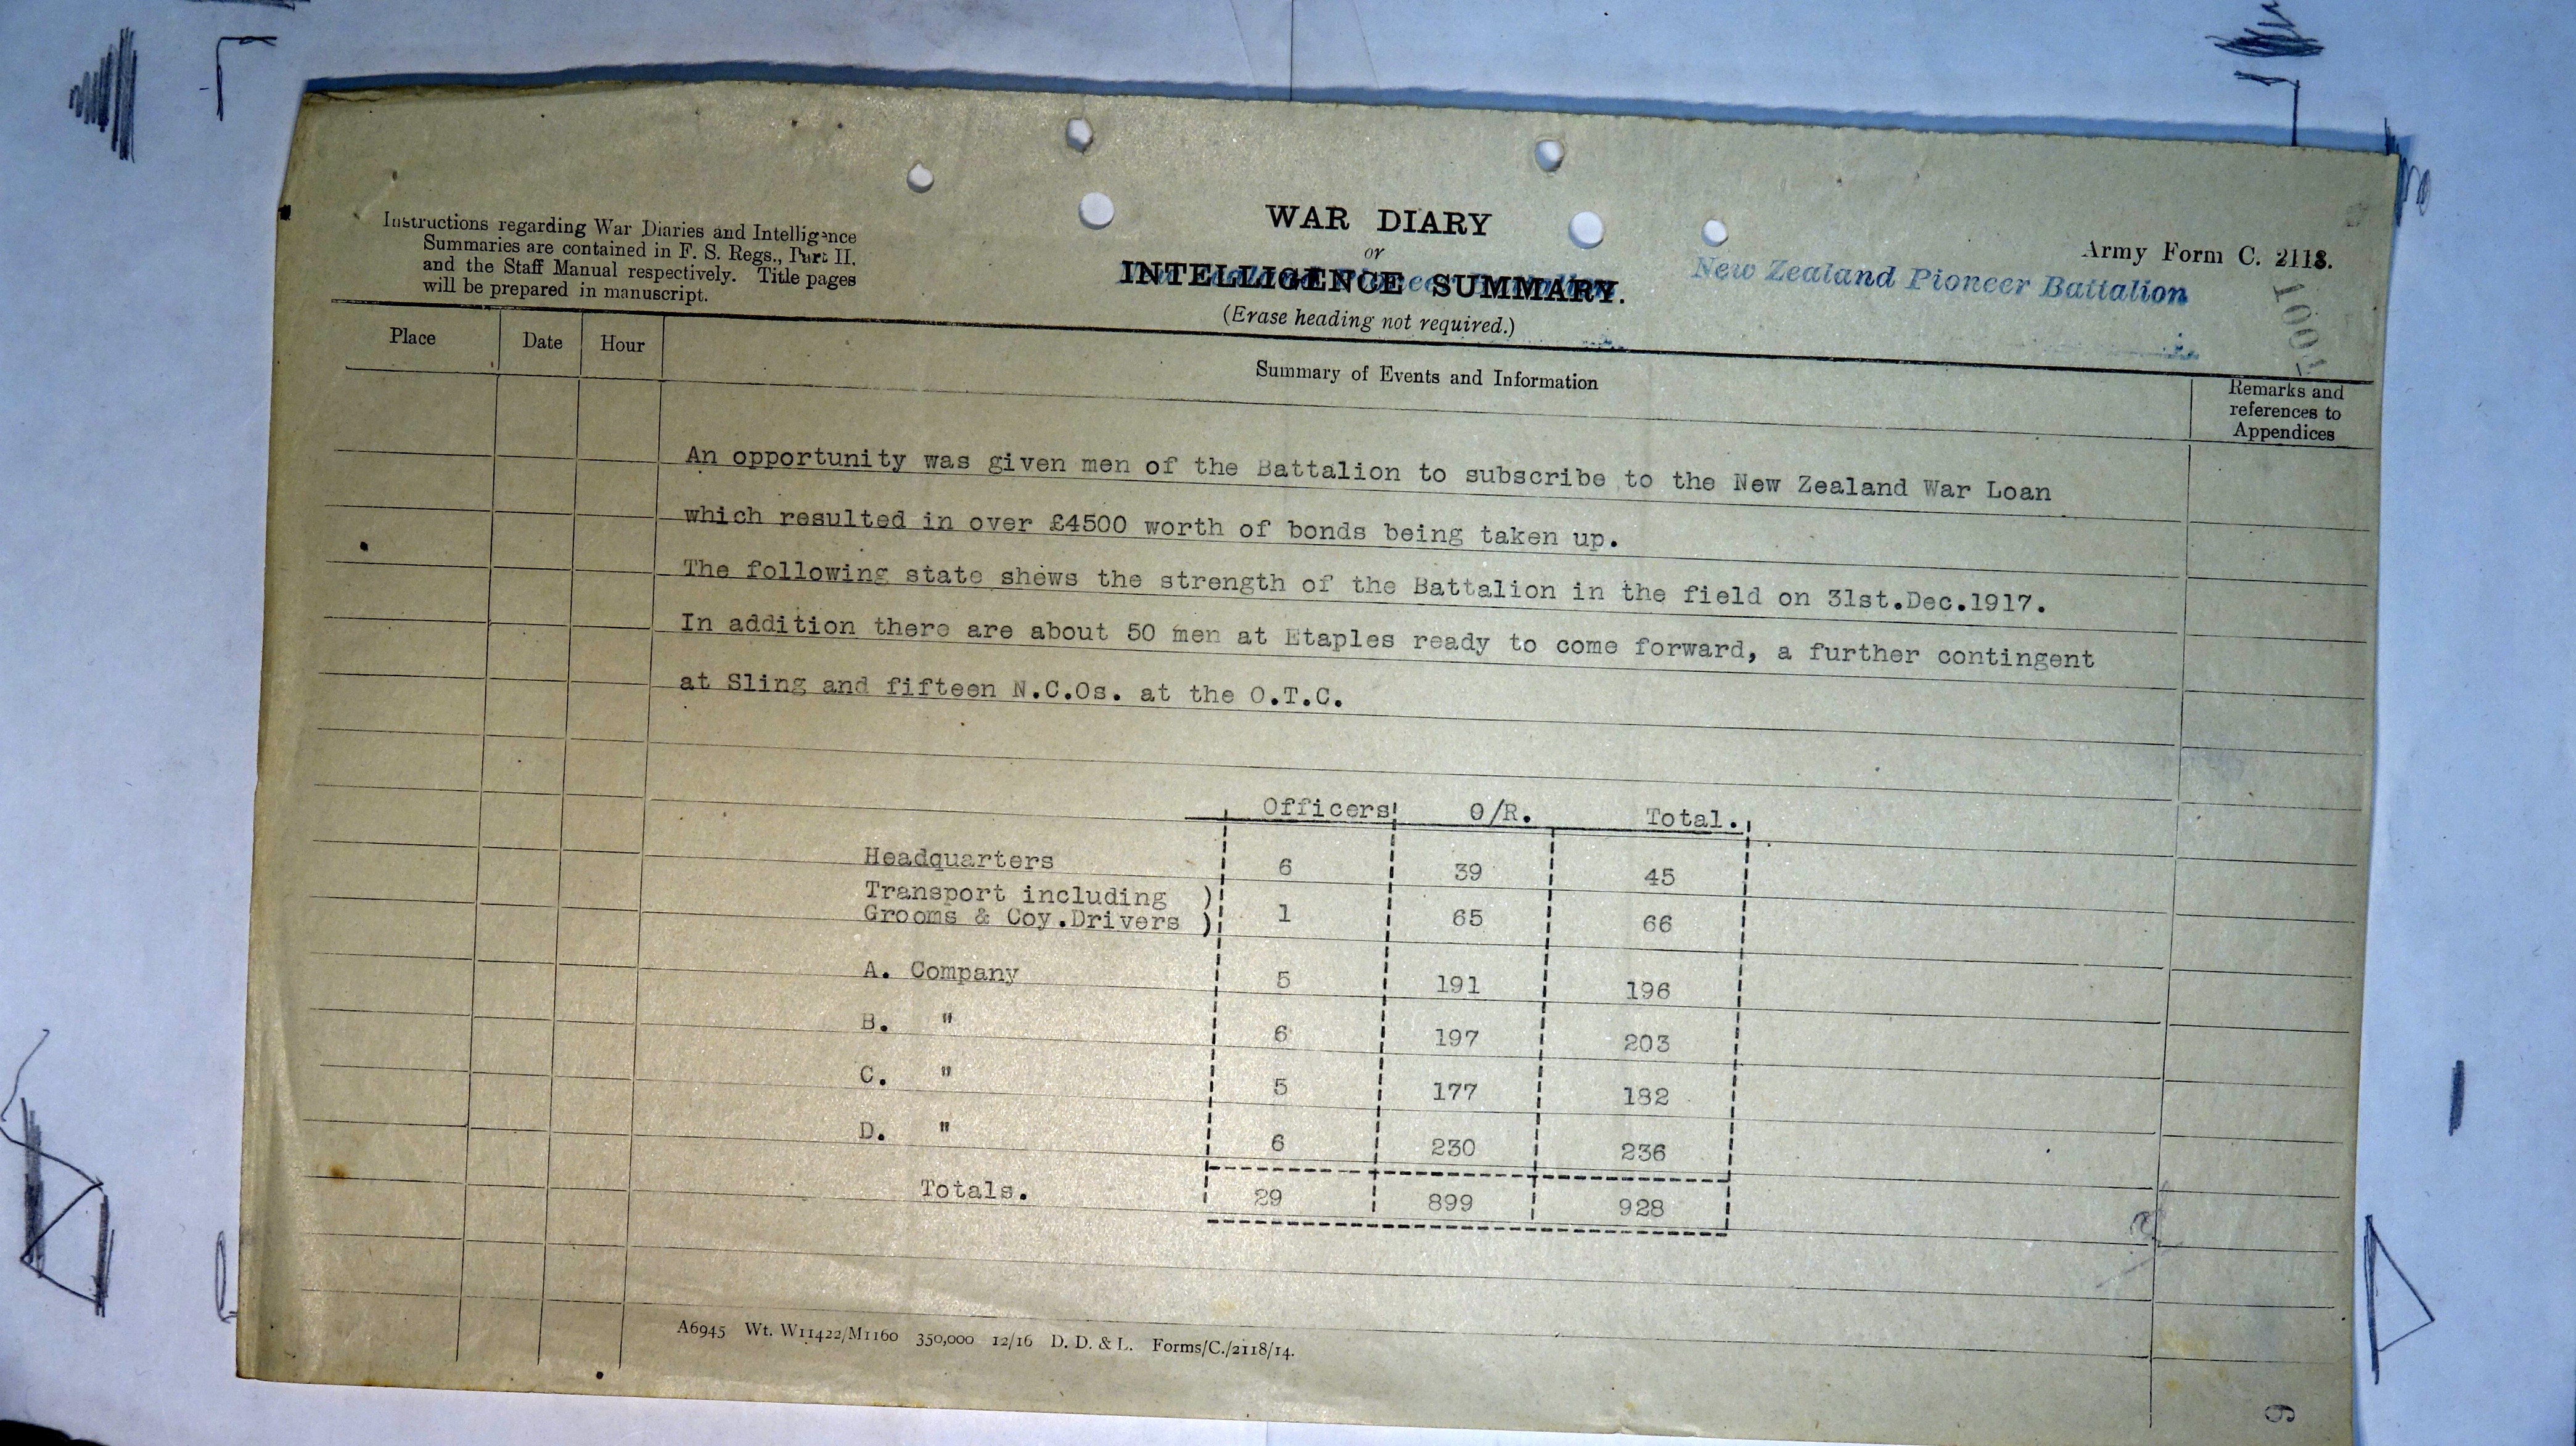 Instructions regarding War Diaries and Intelligence
Summaries are contained in F. S. Regs., Part II.
and the Staff Manual respectively. Title pages
will be prepared in manuscript.
WAR DIARY
or
INTELLIGENCE SUMMARY.
(Erase heading not required.)
Army Form C. 2118.
New Zealand Pioneer Battalion
Place Date Hour Summary of Events and Information Remarks and
references to
Appendices
An opportunity was given men of the Battalion to subscribe to the New Zealand War Loan
which resulted in over £4500 worth of bonds being taken up.
The following state shews the strength of the Battalion in the field on 31st.Dec.1917.
In addition there are about 50 men at Etaples ready to come forward, a further contingent
at Sling and fifteen N.C.Os. at the O.T.C.
Officers O/R. Total.
Headquarters 6 39 45
Transport including )
Grooms & Coy.Drivers ) 1 65 66
A. Company 5 191 196
B. " 6 197 203
C. " 5 177 182
D. " 6 230 236
Totals. 29 899 928
A6945 Wt. W11422/M1160 350,000 12/16 D. D. & L. Forms/C./2118/14.